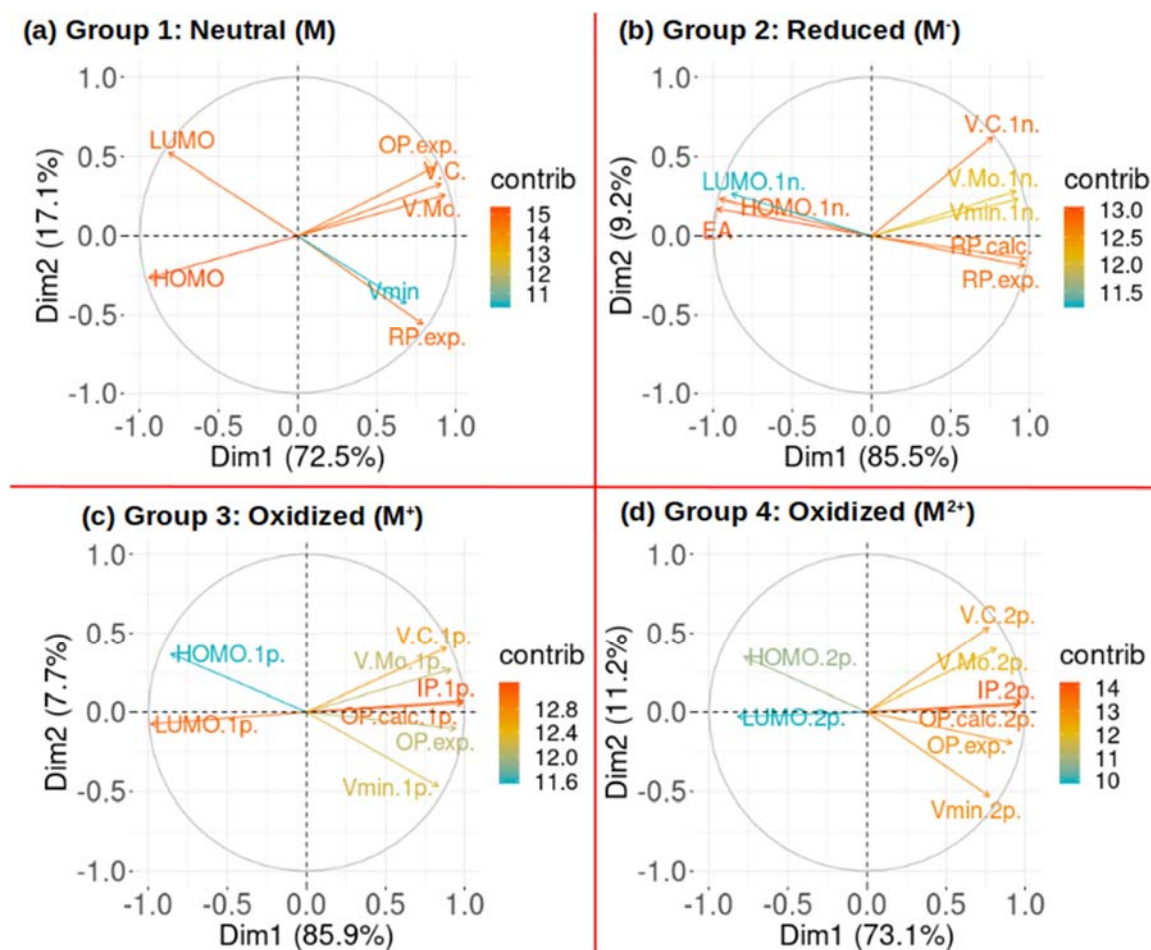 (a) Group 1: Neutral (M)
1.0
0.5
0.0
-0.5
-1.0
Dim2 (17.1%)
LUMO
HOMO
OP.exp.
V.C.
V.Mo.
Vmin
RP.exp.
-1.0 -0.5 0.0 0.5 1.0
Dim1 (72.5%)
contrib
15
14
13
12
11
(b) Group 2: Reduced (M⁻)
1.0
0.5
0.0
-0.5
-1.0
Dim2 (9.2%)
V.C.1n.
LUMO.1n.
V.Mo.1n.
HOMO.1n.
Vmin.1n.
EA
RP.calc.
RP.exp.
-1.0 -0.5 0.0 0.5 1.0
Dim1 (85.5%)
contrib
13.0
12.5
12.0
11.5
(c) Group 3: Oxidized (M⁺)
1.0
0.5
0.0
-0.5
-1.0
Dim2 (7.7%)
HOMO.1p.
V.C.1p.
V.Mo.1p.
IP.1p.
LUMO.1p.
OP.calc.1p.
OP.exp.
Vmin.1p.
-1.0 -0.5 0.0 0.5 1.0
Dim1 (85.9%)
contrib
12.8
12.4
12.0
11.6
(d) Group 4: Oxidized (M²⁺)
1.0
0.5
0.0
-0.5
-1.0
Dim2 (11.2%)
V.C.2p.
HOMO.2p.
V.Mo.2p.
IP.2p.
LUMO.2p.
OP.calc.2p.
OP.exp.
Vmin.2p.
-1.0 -0.5 0.0 0.5 1.0
Dim1 (73.1%)
contrib
14
13
12
11
10